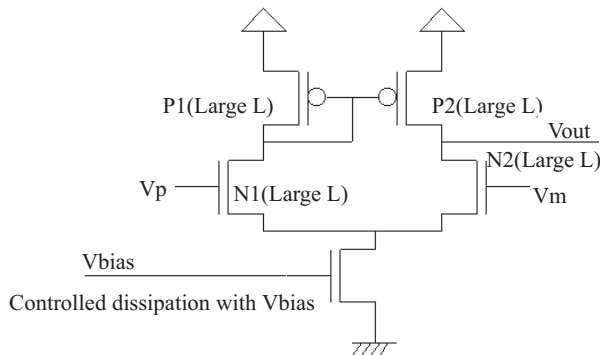 P1(Large L)
P2(Large L)
Vout
N2(Large L)
Vp
N1(Large L)
Vm
Vbias
Controlled dissipation with Vbias